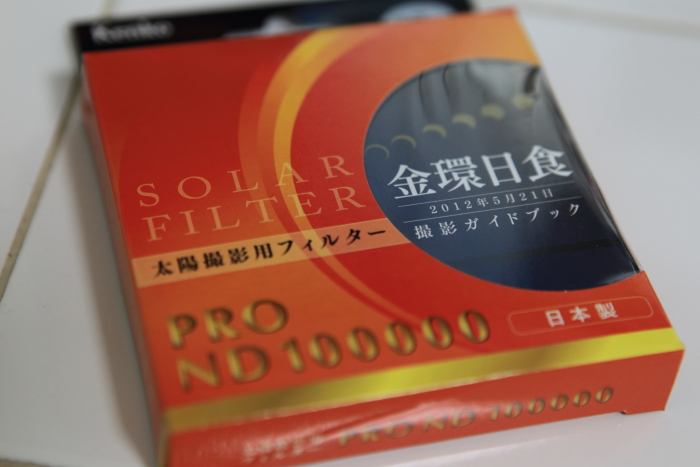 Kenko
SOLAR
FILTER
太陽撮影用フィルター
金環日食
2012年5月21日
撮影ガイドブック
PRO
ND100000
日本製
PRO ND 100000